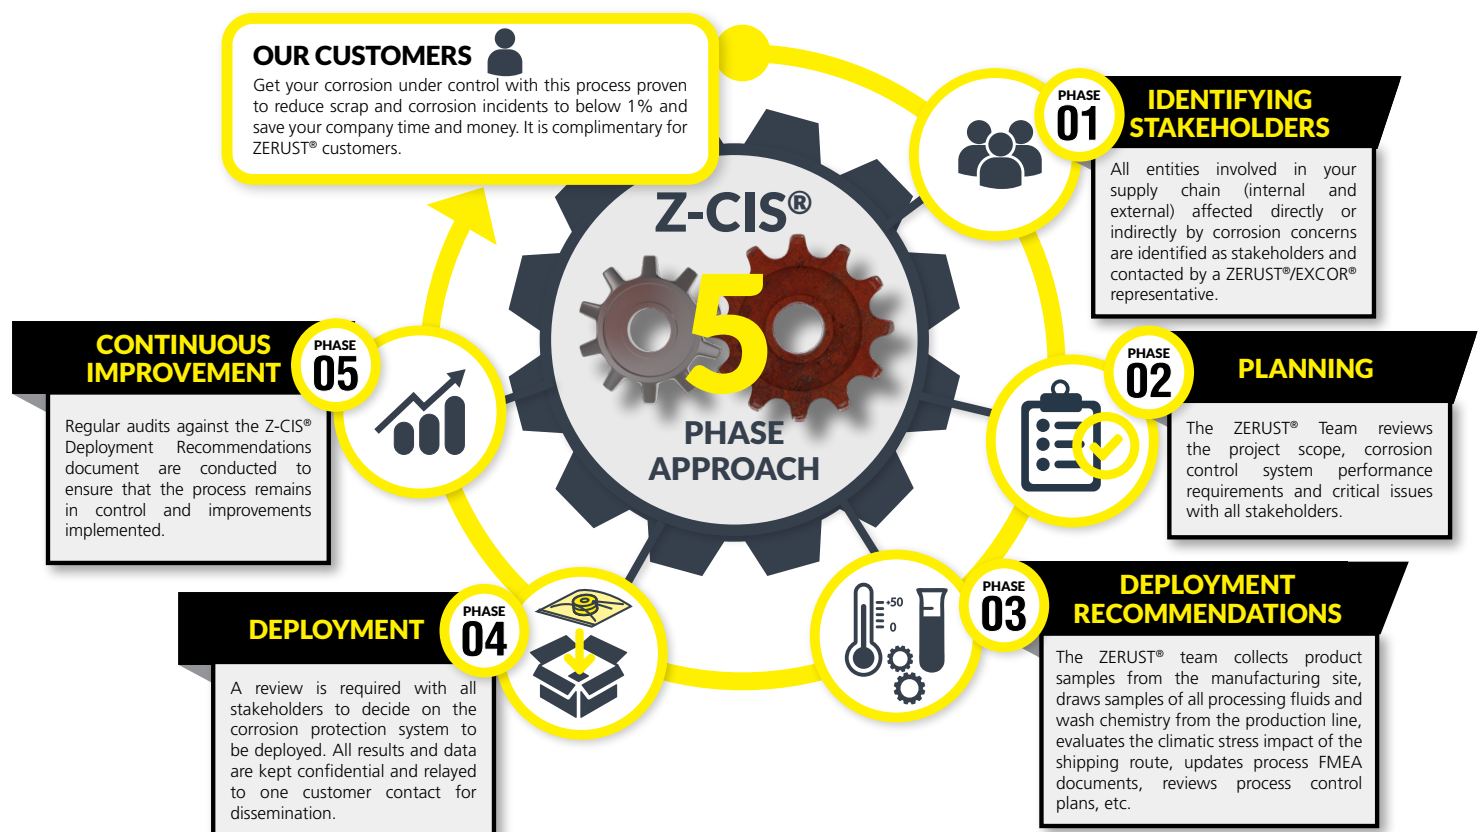 OUR CUSTOMERS
Get your corrosion under control with this process proven
to reduce scrap and corrosion incidents to below 1% and
save your company time and money. It is complimentary for
ZERUST® customers.
Z-CIS®
5
PHASE
APPROACH
PHASE
01
IDENTIFYING
STAKEHOLDERS
All entities involved in your
supply chain (internal and
external) affected directly or
indirectly by corrosion concerns
are identified as stakeholders and
contacted by a ZERUST®/EXCOR®
representative.
PHASE
02
PLANNING
The ZERUST® Team reviews
the project scope, corrosion
control system performance
requirements and critical issues
with all stakeholders.
+50
0
PHASE
03
DEPLOYMENT
RECOMMENDATIONS
The ZERUST® team collects product
samples from the manufacturing site,
draws samples of all processing fluids and
wash chemistry from the production line,
evaluates the climatic stress impact of the
shipping route, updates process FMEA
documents, reviews process control
plans, etc.
DEPLOYMENT
PHASE
04
A review is required with all
stakeholders to decide on the
corrosion protection system to
be deployed. All results and data
are kept confidential and relayed
to one customer contact for
dissemination.
CONTINUOUS
IMPROVEMENT
PHASE
05
Regular audits against the Z-CIS®
Deployment Recommendations
document are conducted to
ensure that the process remains
in control and improvements
implemented.